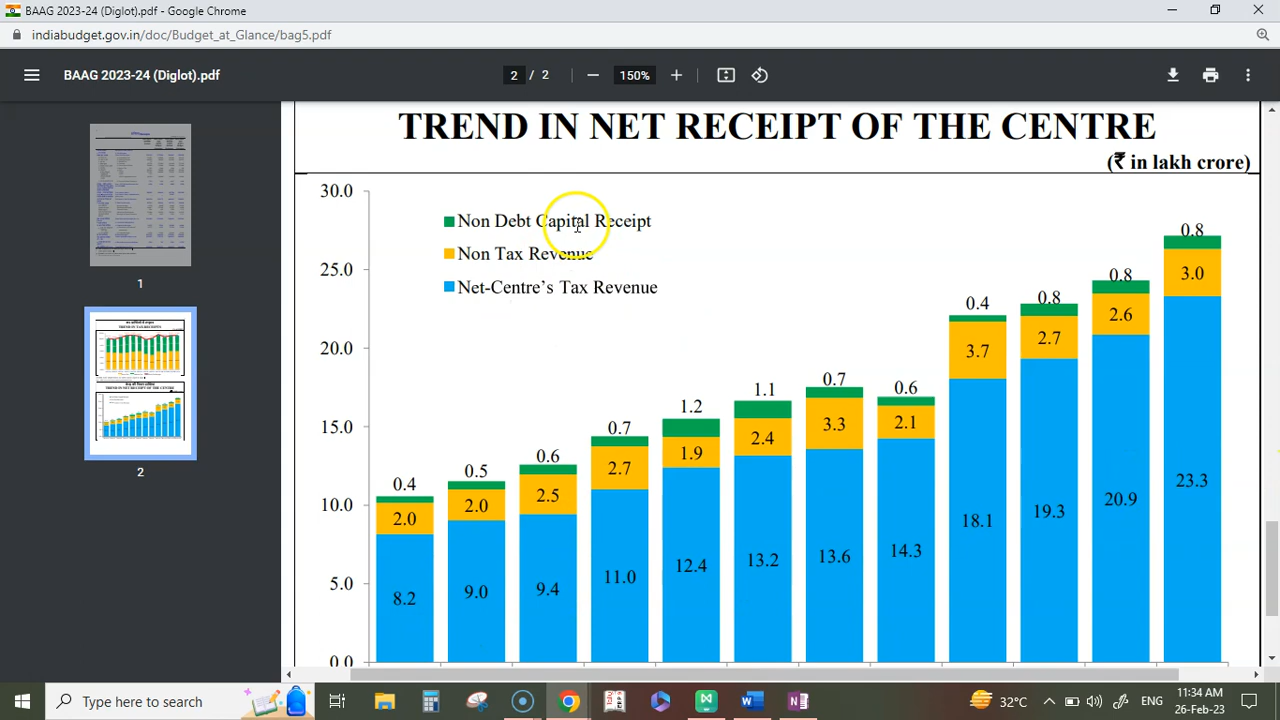 BAAG 2023-24 (Diglot).pdf - Google Chrome
indiabudget.gov.in/doc/Budget_at_Glance/bag5.pdf
BAAG 2023-24 (Diglot).pdf
2 / 2
150%
1
2
TREND IN NET RECEIPT OF THE CENTRE
(₹ in lakh crore)
30.0
25.0
20.0
15.0
10.0
5.0
0.0
Non Debt Capital Receipt
Non Tax Revenue
Net-Centre's Tax Revenue
0.4 0.5 0.6 0.7 1.2 1.1 0.7 0.6 0.4 0.8 0.8 0.8
2.0 2.0 2.5 2.7 1.9 2.4 3.3 2.1 3.7 2.7 2.6 3.0
8.2 9.0 9.4 11.0 12.4 13.2 13.6 14.3 18.1 19.3 20.9 23.3
Type here to search
32°C
ENG
11:34 AM
26-Feb-23